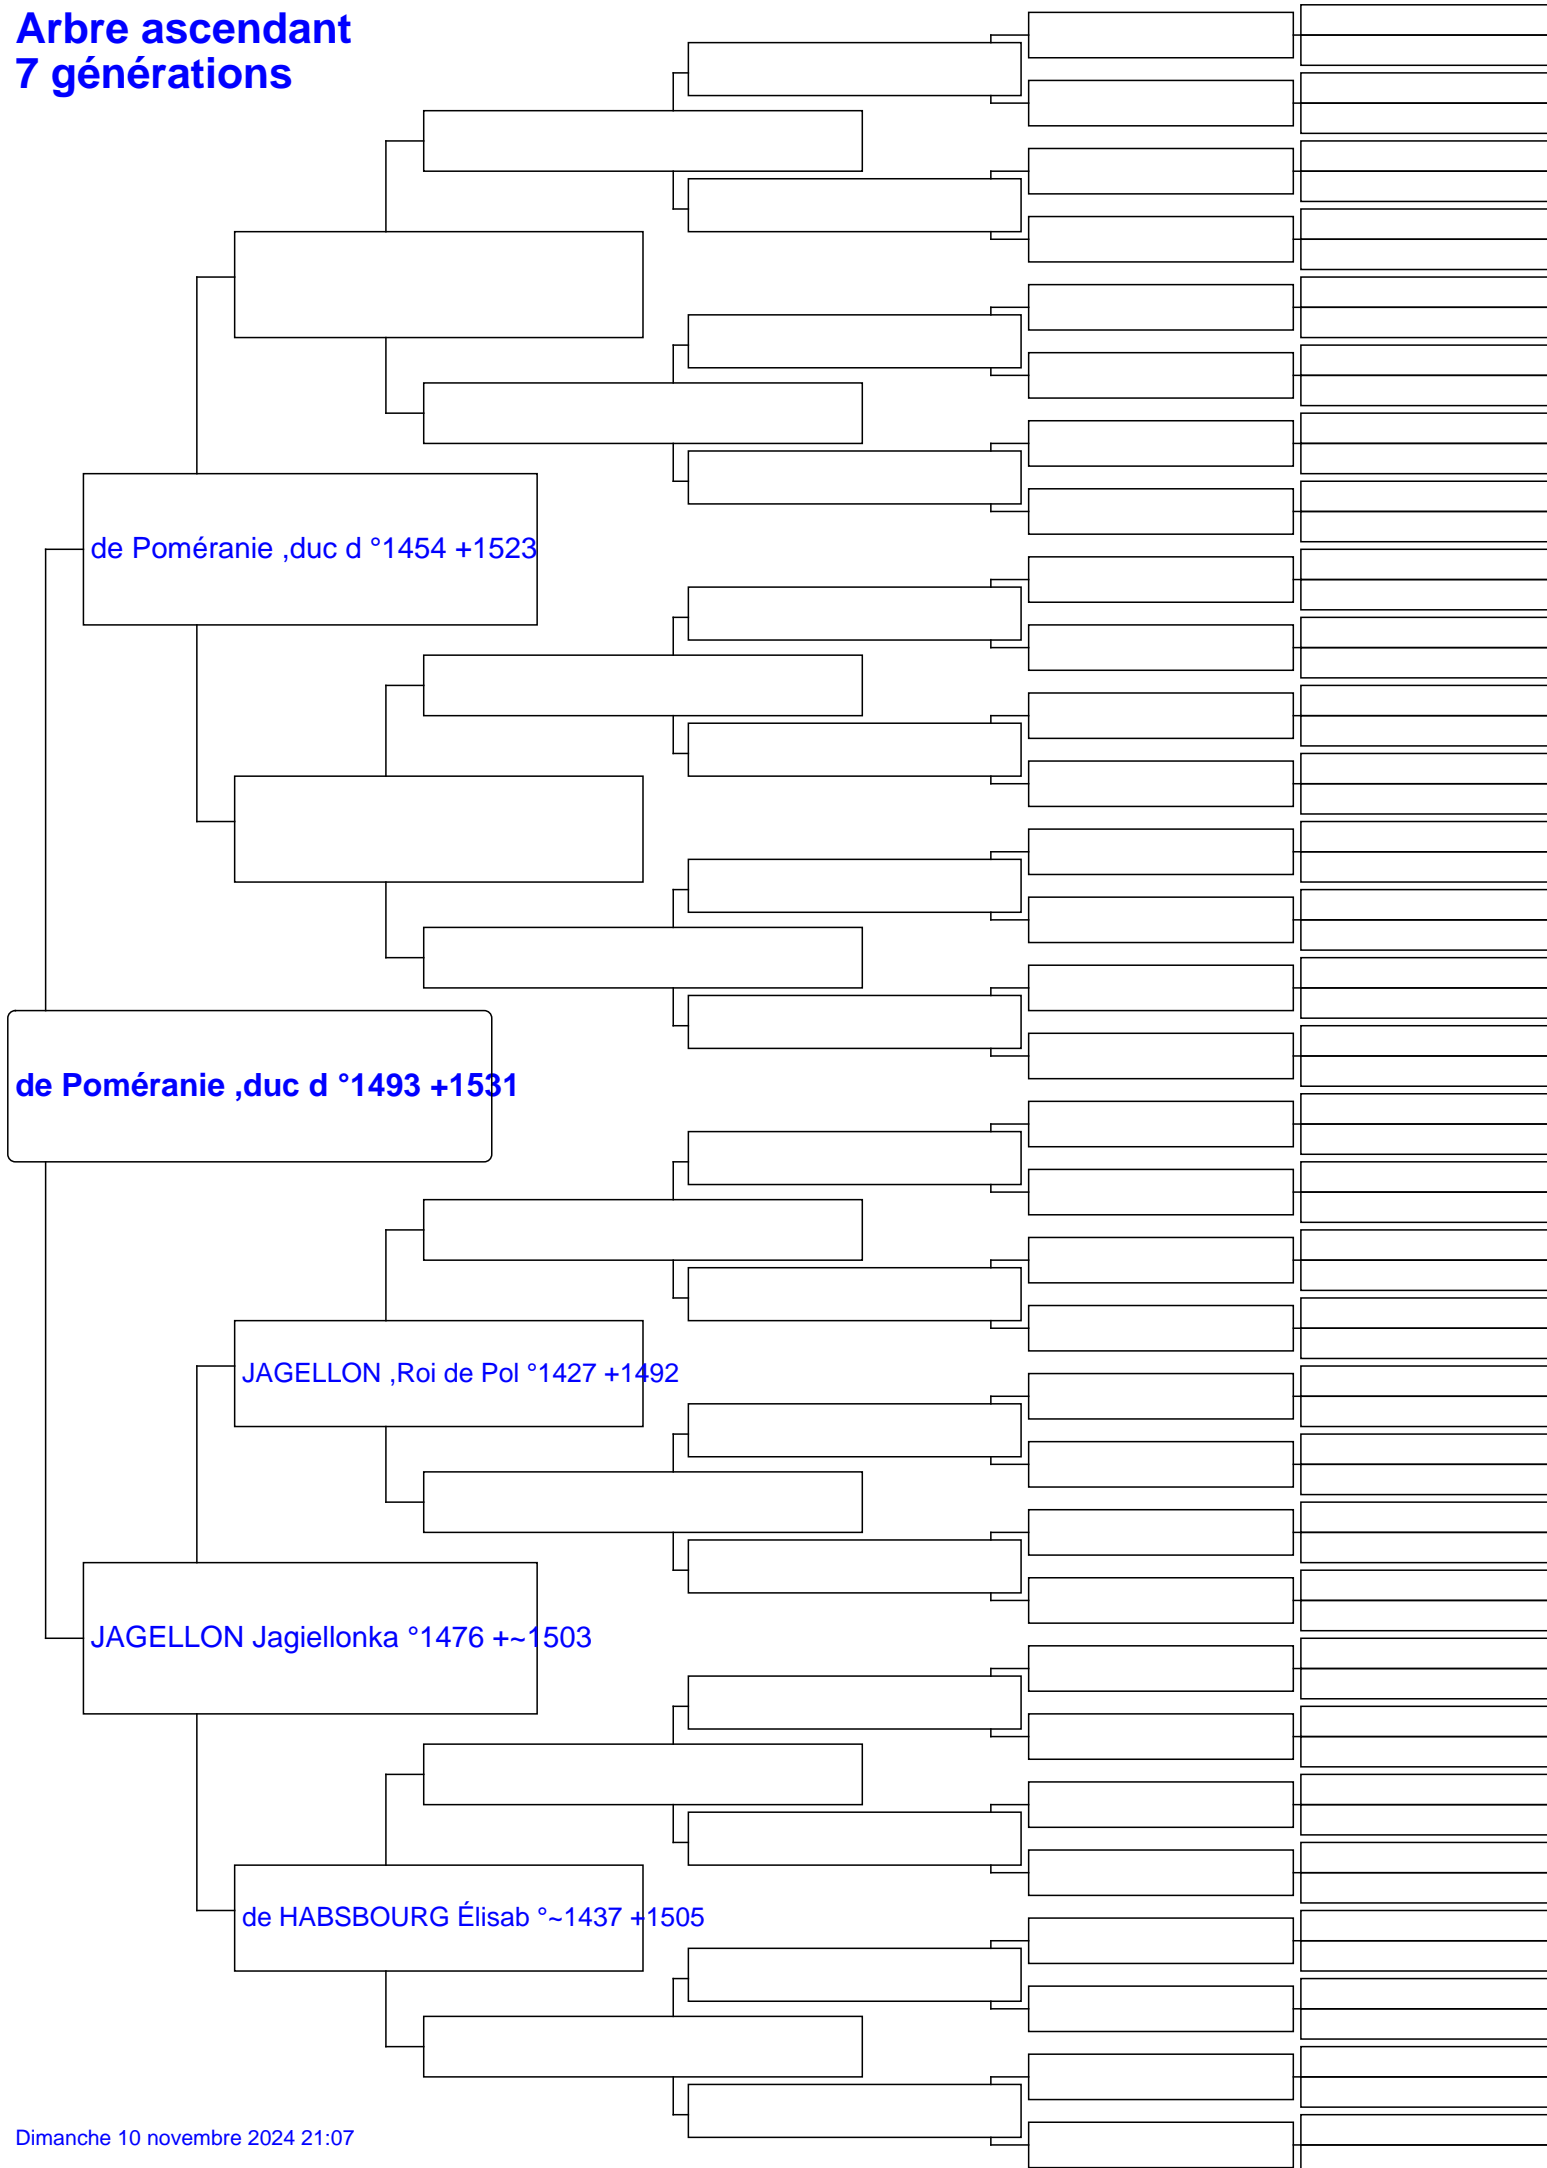 Arbre ascendant
7 générations
de Poméranie ,duc d °1454 +1523
de Poméranie ,duc d °1493 +1531
JAGELLON ,Roi de Pol °1427 +1492
JAGELLON Jagiellonka °1476 +~1503
de HABSBOURG Élisab °~1437 +1505
Dimanche 10 novembre 2024 21:07